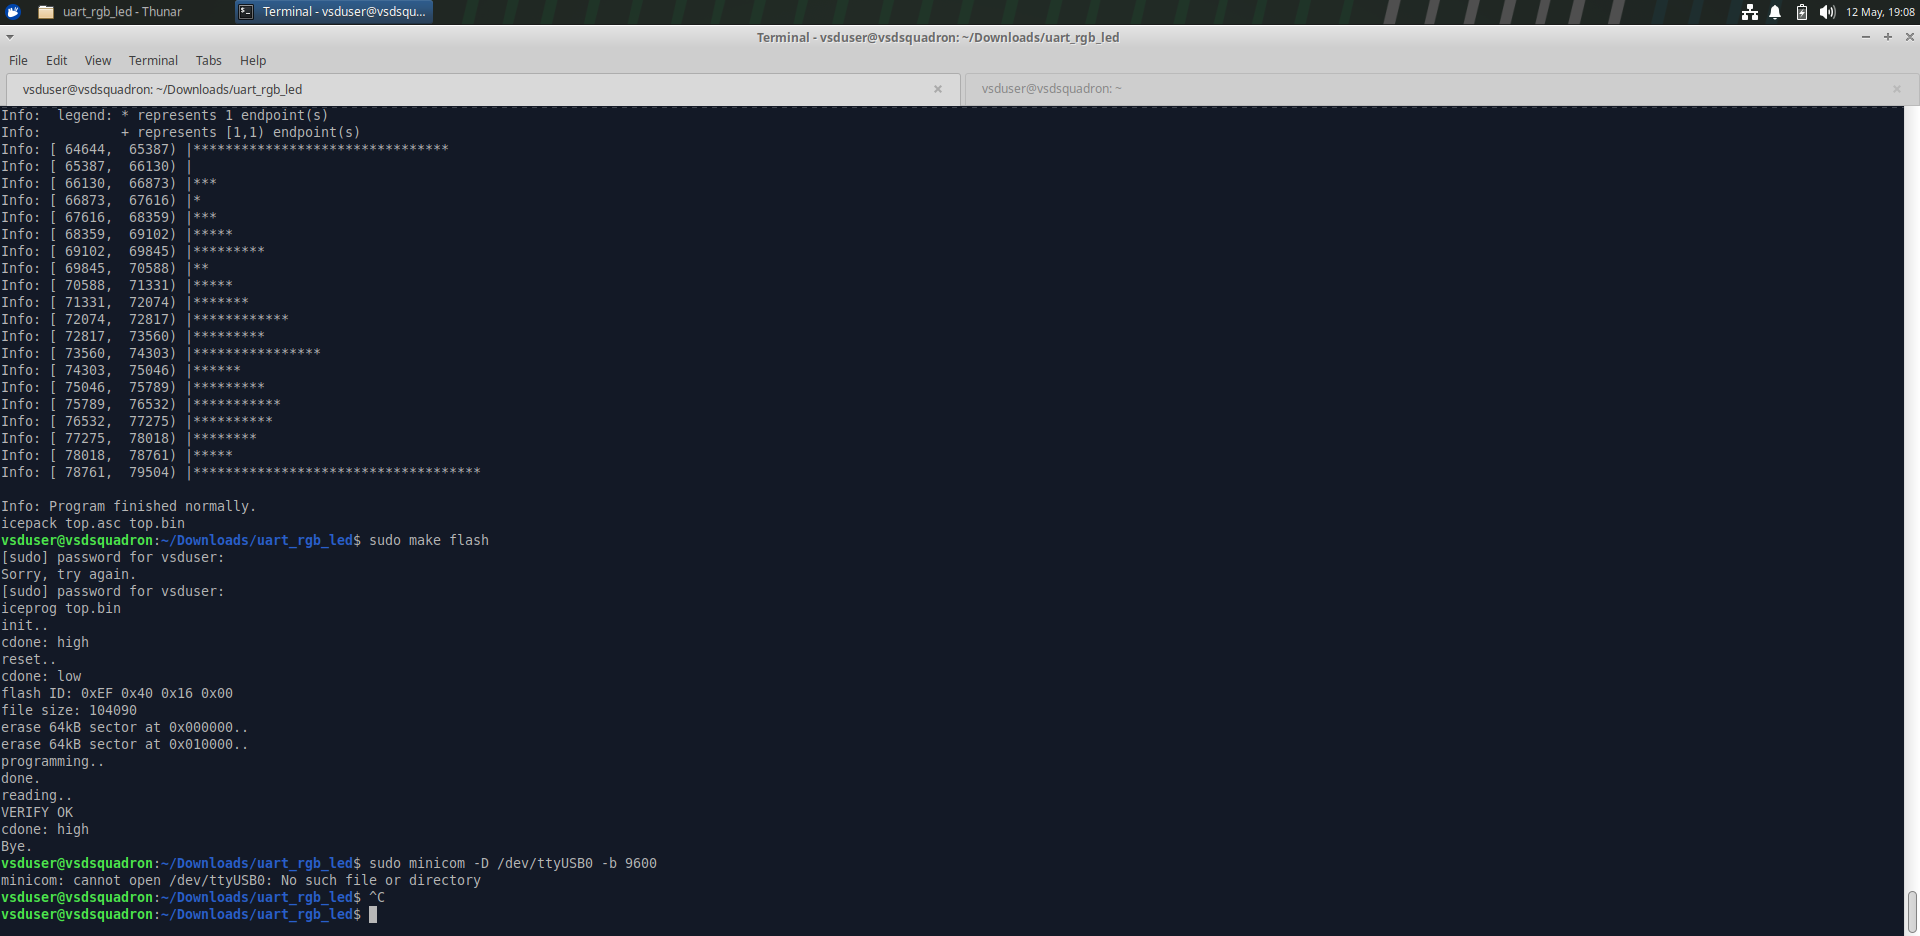 uart_rgb_led - Thunar
Terminal - vsduser@vsdsqu...
12 May, 19:08
Terminal - vsduser@vsdsquadron: ~/Downloads/uart_rgb_led
File Edit View Terminal Tabs Help
vsduser@vsdsquadron: ~/Downloads/uart_rgb_led
vsduser@vsdsquadron: ~
Info:  legend: * represents 1 endpoint(s)
Info:          + represents [1,1) endpoint(s)
Info: [ 64644,  65387) |********************************
Info: [ 65387,  66130) |
Info: [ 66130,  66873) |***
Info: [ 66873,  67616) |*
Info: [ 67616,  68359) |***
Info: [ 68359,  69102) |*****
Info: [ 69102,  69845) |*********
Info: [ 69845,  70588) |**
Info: [ 70588,  71331) |*****
Info: [ 71331,  72074) |*******
Info: [ 72074,  72817) |************
Info: [ 72817,  73560) |*********
Info: [ 73560,  74303) |****************
Info: [ 74303,  75046) |******
Info: [ 75046,  75789) |*********
Info: [ 75789,  76532) |***********
Info: [ 76532,  77275) |**********
Info: [ 77275,  78018) |********
Info: [ 78018,  78761) |*****
Info: [ 78761,  79504) |************************************
Info: Program finished normally.
icepack top.asc top.bin
vsduser@vsdsquadron:~/Downloads/uart_rgb_led$ sudo make flash
[sudo] password for vsduser:
Sorry, try again.
[sudo] password for vsduser:
iceprog top.bin
init..
cdone: high
reset..
cdone: low
flash ID: 0xEF 0x40 0x16 0x00
file size: 104090
erase 64kB sector at 0x000000..
erase 64kB sector at 0x010000..
programming..
done.
reading..
VERIFY OK
cdone: high
Bye.
vsduser@vsdsquadron:~/Downloads/uart_rgb_led$ sudo minicom -D /dev/ttyUSB0 -b 9600
minicom: cannot open /dev/ttyUSB0: No such file or directory
vsduser@vsdsquadron:~/Downloads/uart_rgb_led$ ^C
vsduser@vsdsquadron:~/Downloads/uart_rgb_led$